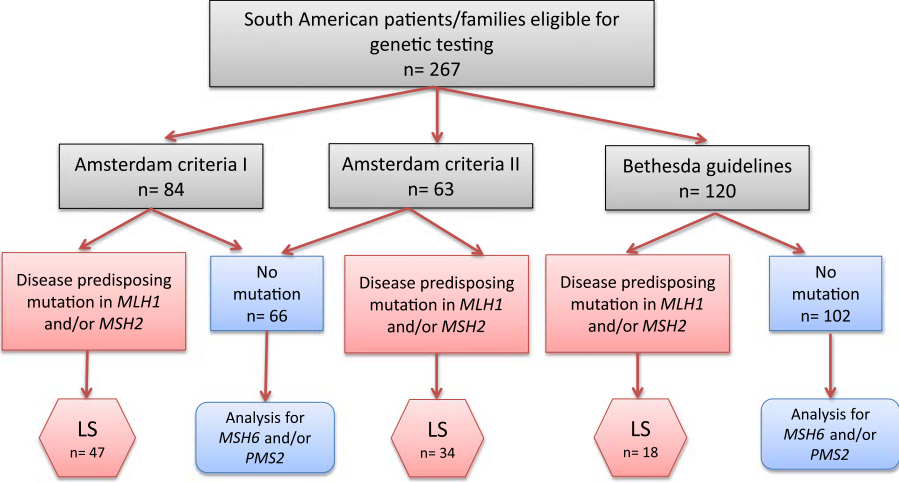 South American patients/families eligible for
genetic testing
n= 267
Amsterdam criteria I
n= 84
Amsterdam criteria II
n= 63
Bethesda guidelines
n= 120
Disease predisposing
mutation in MLH1
and/or MSH2
No
mutation
n= 66
Disease predisposing
mutation in MLH1
and/or MSH2
Disease predisposing
mutation in MLH1
and/or MSH2
No
mutation
n= 102
LS
n= 47
Analysis for
MSH6 and/or
PMS2
LS
n= 34
LS
n= 18
Analysis for
MSH6 and/or
PMS2